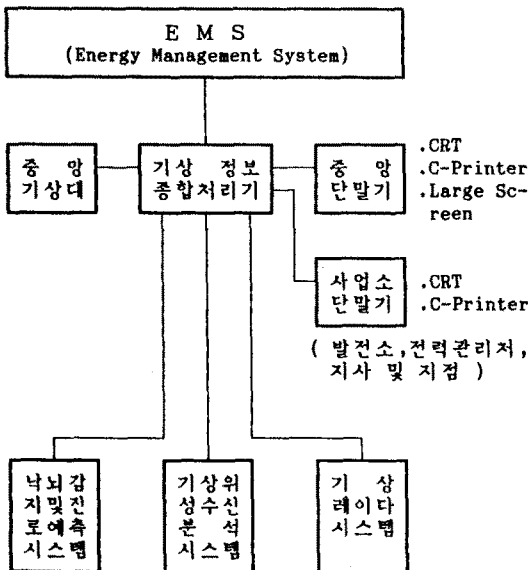 E M S
(Energy Management System)
중 앙
기상대
기상 정보
종합처리기
중 앙
단말기
.CRT
.C-Printer
.Large Sc-
reen
사업소
단말기
.CRT
.C-Printer
( 발전소,전력관리처,
지사 및 지점 )
낙뇌감
지및진
로예측
시스템
기상위
성수신
분 석
시스템
기 상
레이다
시스템